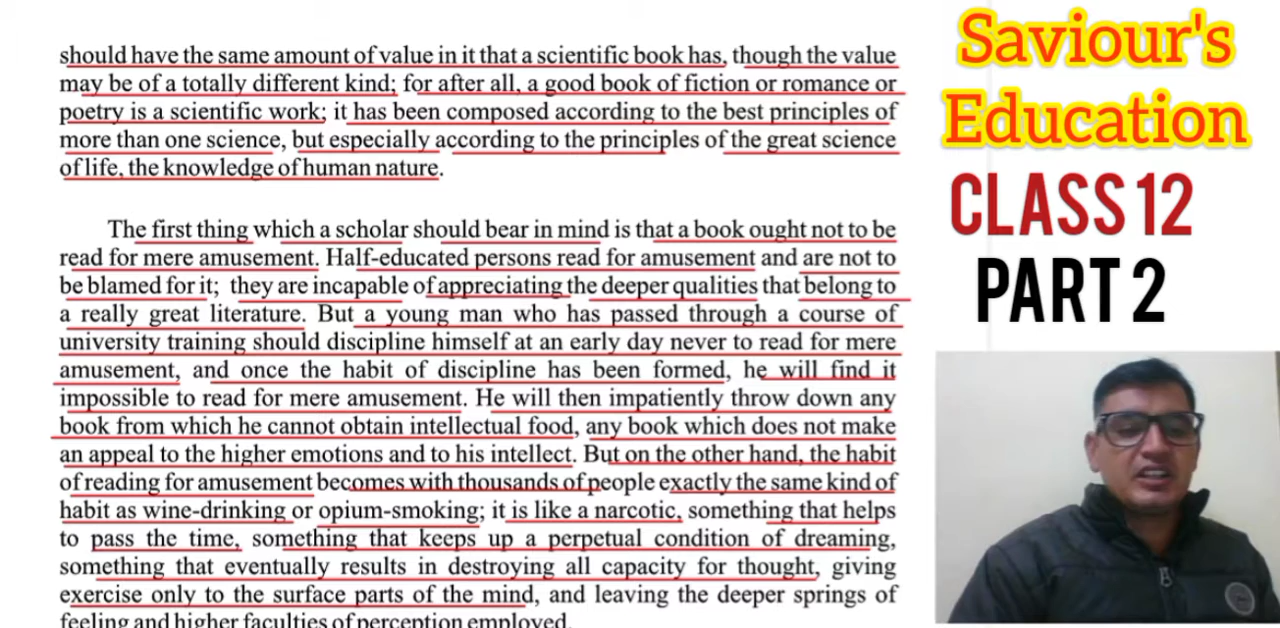 should have the same amount of value in it that a scientific book has, though the value
may be of a totally different kind; for after all, a good book of fiction or romance or
poetry is a scientific work; it has been composed according to the best principles of
more than one science, but especially according to the principles of the great science
of life, the knowledge of human nature.
The first thing which a scholar should bear in mind is that a book ought not to be
read for mere amusement. Half-educated persons read for amusement and are not to
be blamed for it; they are incapable of appreciating the deeper qualities that belong to
a really great literature. But a young man who has passed through a course of
university training should discipline himself at an early day never to read for mere
amusement, and once the habit of discipline has been formed, he will find it
impossible to read for mere amusement. He will then impatiently throw down any
book from which he cannot obtain intellectual food, any book which does not make
an appeal to the higher emotions and to his intellect. But on the other hand, the habit
of reading for amusement becomes with thousands of people exactly the same kind of
habit as wine-drinking or opium-smoking; it is like a narcotic, something that helps
to pass the time, something that keeps up a perpetual condition of dreaming,
something that eventually results in destroying all capacity for thought, giving
exercise only to the surface parts of the mind, and leaving the deeper springs of
feeling and higher faculties of perception employed.
Saviour's
Education
CLASS 12
PART 2